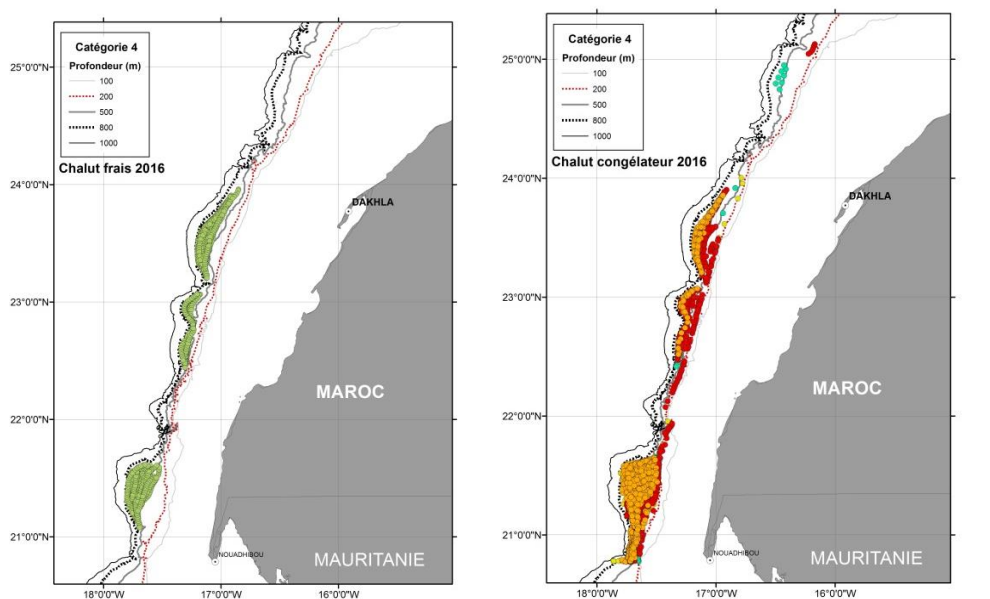 Catégorie 4
Profondeur (m)
100
200
500
800
1000
Chalut frais 2016
25°0'0"N
24°0'0"N
23°0'0"N
22°0'0"N
21°0'0"N
DAKHLA
MAROC
NOUADHIBOU
MAURITANIE
18°0'0"W
17°0'0"W
16°0'0"W
Catégorie 4
Profondeur (m)
100
200
500
800
1000
Chalut congélateur 2016
25°0'0"N
24°0'0"N
23°0'0"N
22°0'0"N
21°0'0"N
DAKHLA
MAROC
NOUADHIBOU
MAURITANIE
18°0'0"W
17°0'0"W
16°0'0"W